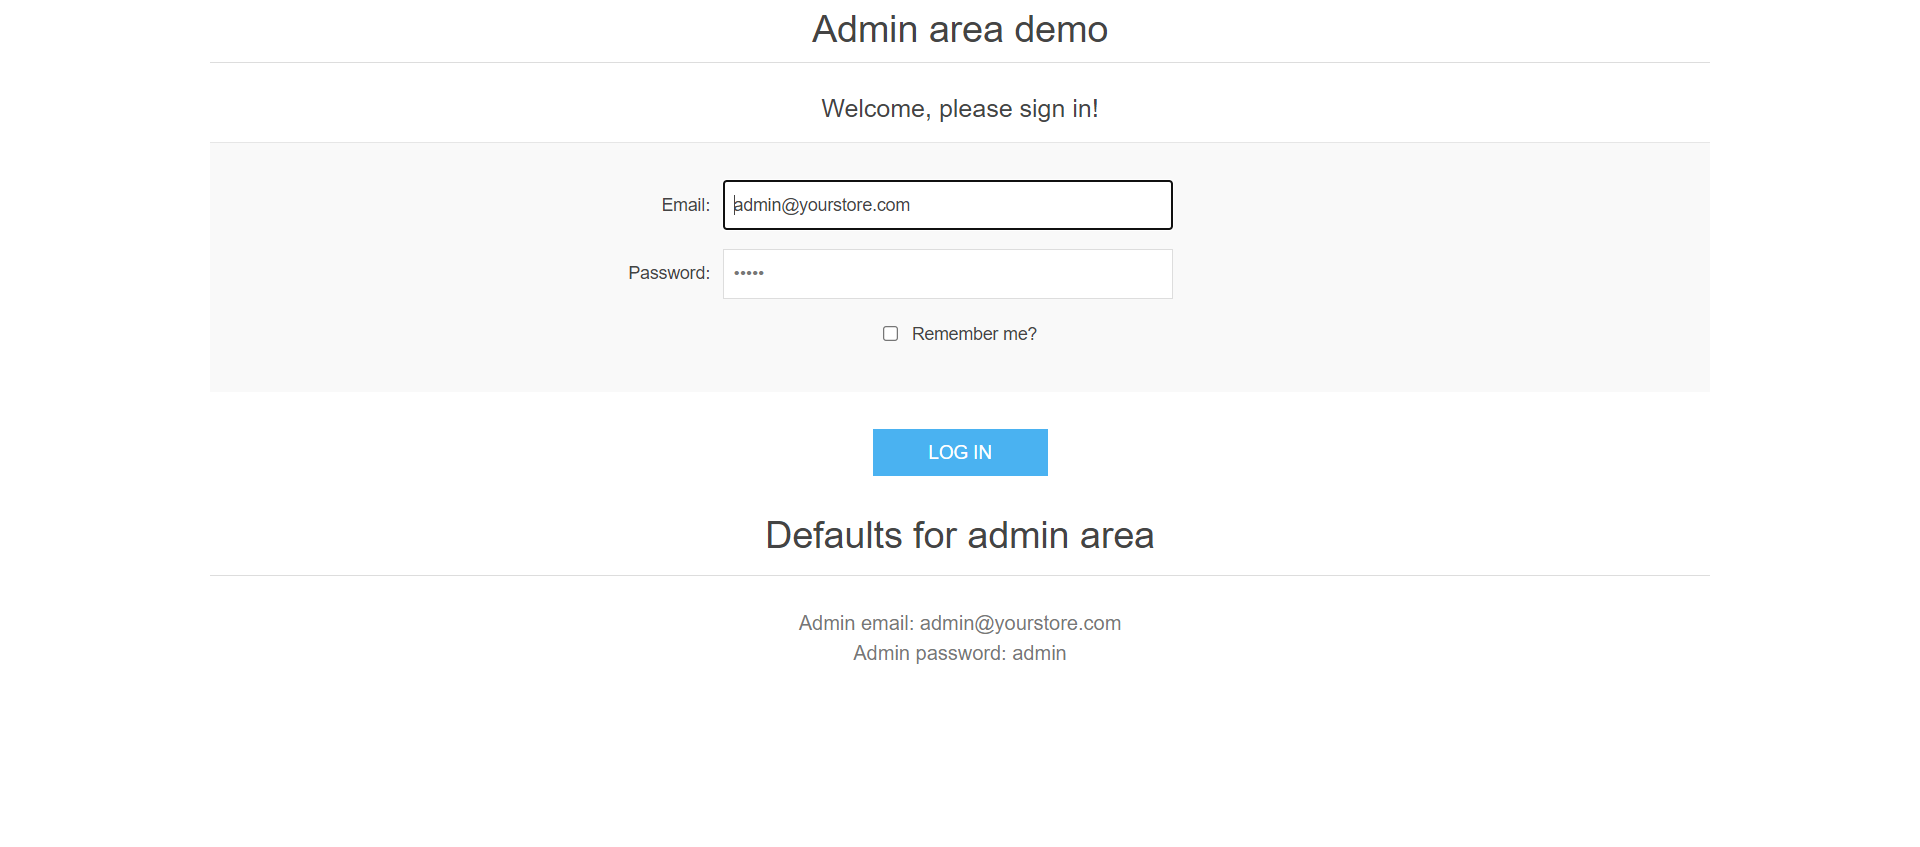 Admin area demo
Welcome, please sign in!
Email: admin@yourstore.com
Password: •••••
Remember me?
LOG IN
Defaults for admin area
Admin email: admin@yourstore.com
Admin password: admin